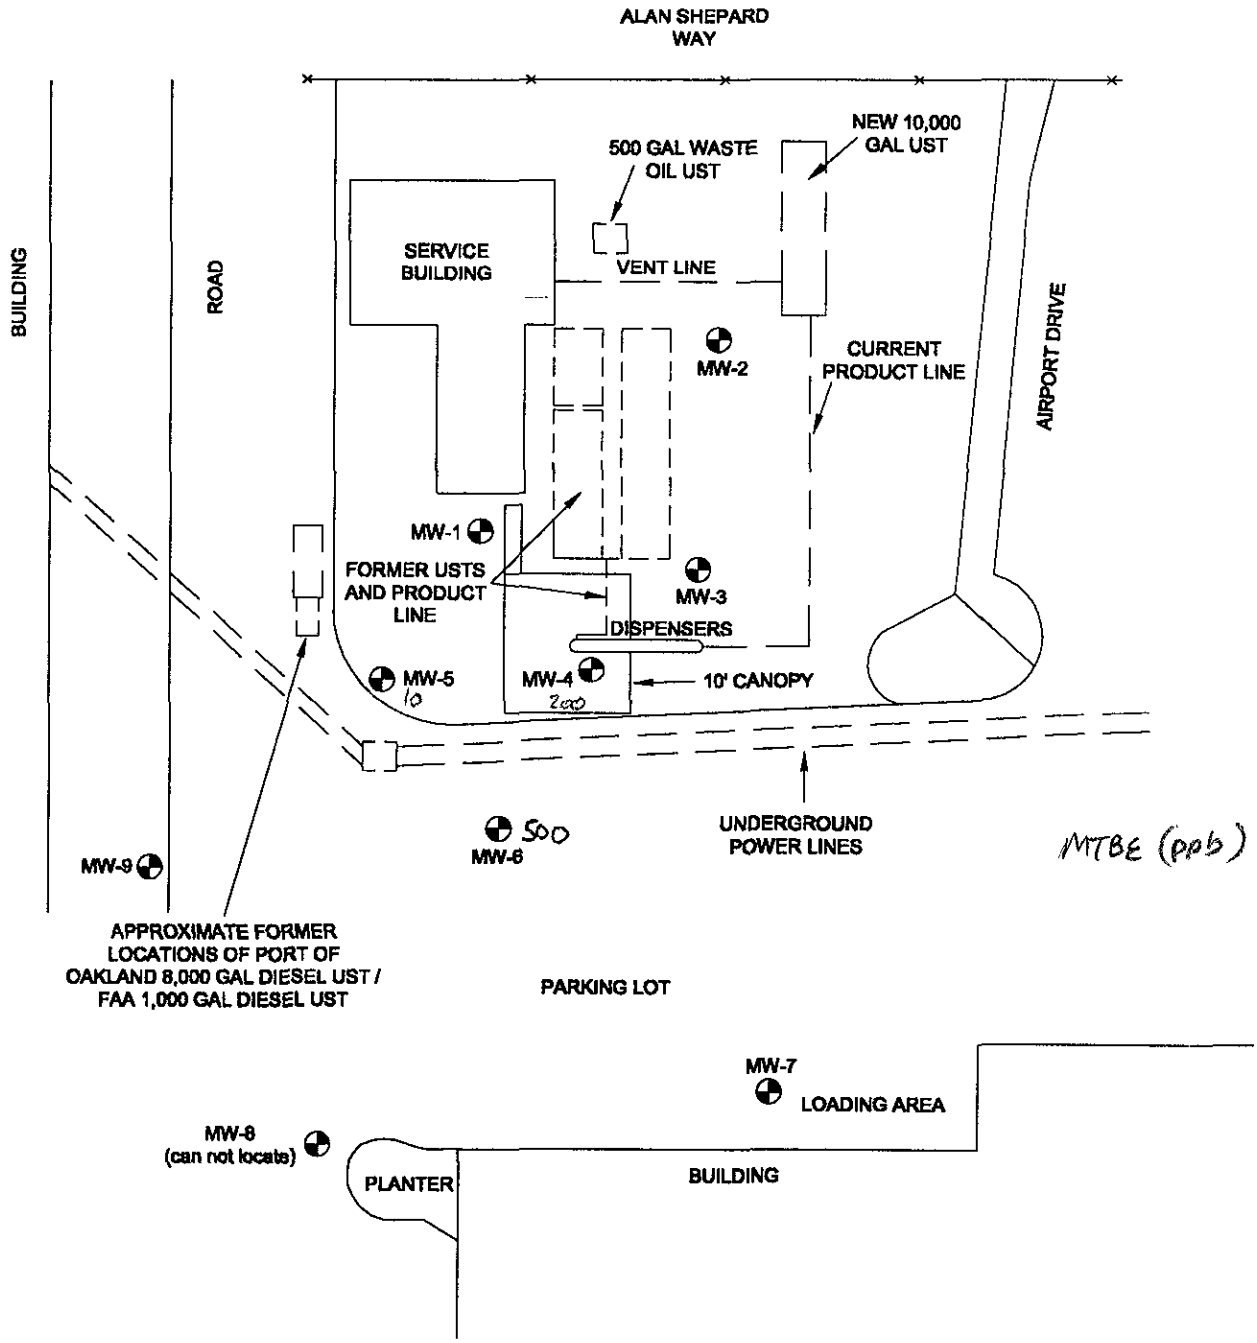 ALAN SHEPARD
WAY
NEW 10,000
GAL UST
500 GAL WASTE
OIL UST
SERVICE
BUILDING
VENT LINE
BUILDING
ROAD
MW-2
CURRENT
PRODUCT LINE
AIRPORT DRIVE
MW-1
FORMER USTS
AND PRODUCT
LINE
MW-3
DISPENSERS
MW-5
10
MW-4
200
10' CANOPY
MW-6
500
UNDERGROUND
POWER LINES
MTBE (ppb)
MW-9
APPROXIMATE FORMER
LOCATIONS OF PORT OF
OAKLAND 8,000 GAL DIESEL UST /
FAA 1,000 GAL DIESEL UST
PARKING LOT
MW-7
LOADING AREA
MW-8
(can not locate)
PLANTER
BUILDING